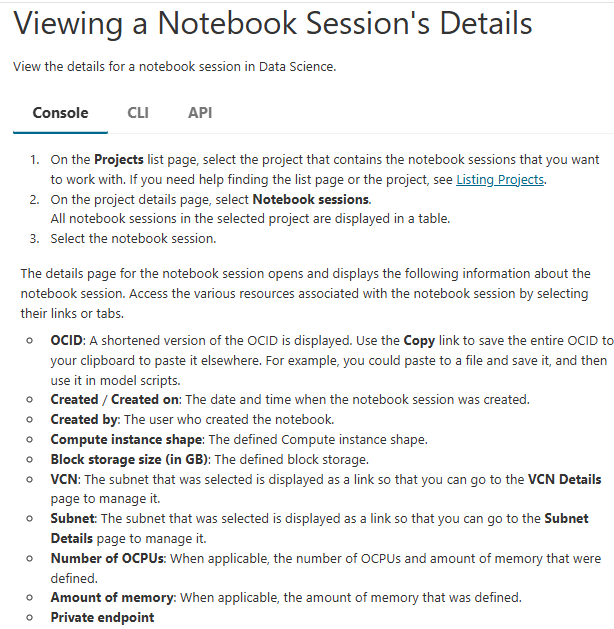 Viewing a Notebook Session's Details
View the details for a notebook session in Data Science.
Console CLI API
1. On the Projects list page, select the project that contains the notebook sessions that you want
to work with. If you need help finding the list page or the project, see Listing Projects.
2. On the project details page, select Notebook sessions.
All notebook sessions in the selected project are displayed in a table.
3. Select the notebook session.
The details page for the notebook session opens and displays the following information about the
notebook session. Access the various resources associated with the notebook session by selecting
their links or tabs.
OCID: A shortened version of the OCID is displayed. Use the Copy link to save the entire OCID to
your clipboard to paste it elsewhere. For example, you could paste to a file and save it, and then
use it in model scripts.
Created / Created on: The date and time when the notebook session was created.
Created by: The user who created the notebook.
Compute instance shape: The defined Compute instance shape.
Block storage size (in GB): The defined block storage.
VCN: The subnet that was selected is displayed as a link so that you can go to the VCN Details
page to manage it.
Subnet: The subnet that was selected is displayed as a link so that you can go to the Subnet
Details page to manage it.
Number of OCPUs: When applicable, the number of OCPUs and amount of memory that were
defined.
Amount of memory: When applicable, the amount of memory that was defined.
Private endpoint